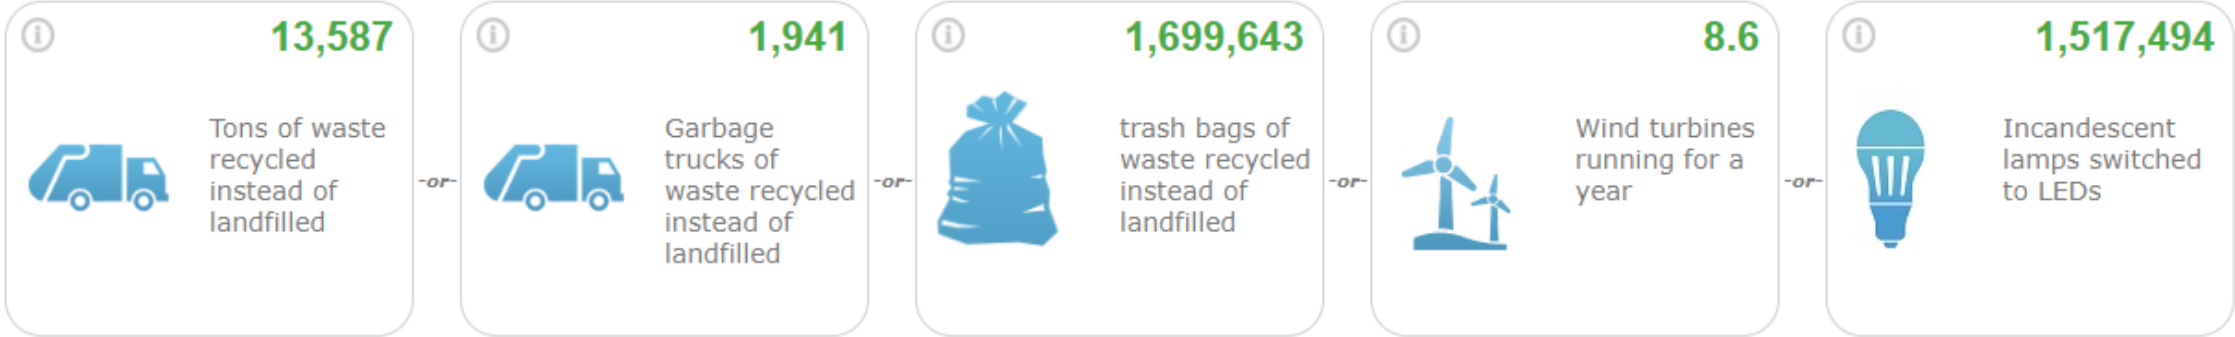 13,587
Tons of waste
recycled
instead of
landfilled
-or-
1,941
Garbage
trucks of
waste recycled
instead of
landfilled
-or-
1,699,643
trash bags of
waste recycled
instead of
landfilled
-or-
8.6
Wind turbines
running for a
year
-or-
1,517,494
Incandescent
lamps switched
to LEDs